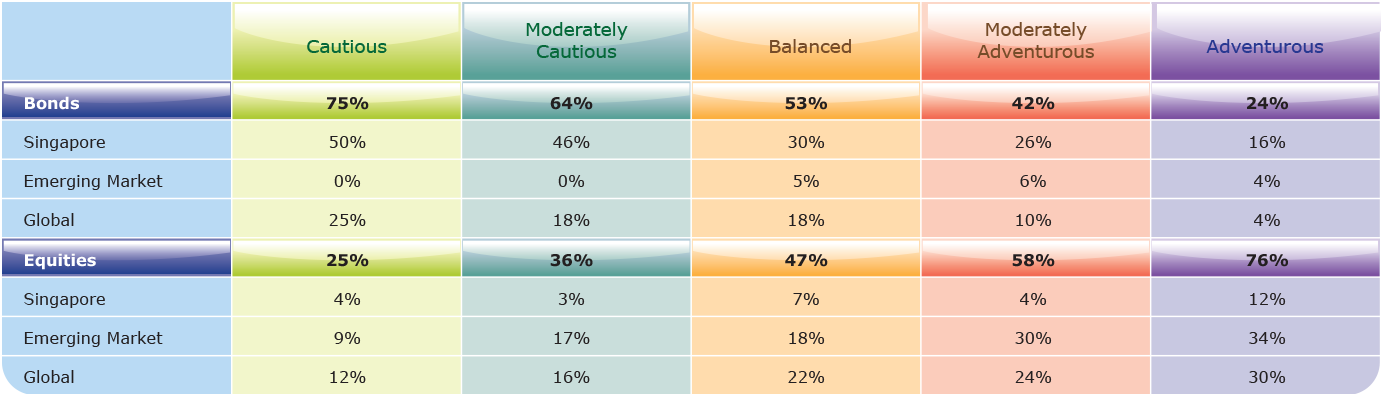 Cautious Moderately Cautious Balanced Moderately Adventurous Adventurous
Bonds 75% 64% 53% 42% 24%
Singapore 50% 46% 30% 26% 16%
Emerging Market 0% 0% 5% 6% 4%
Global 25% 18% 18% 10% 4%
Equities 25% 36% 47% 58% 76%
Singapore 4% 3% 7% 4% 12%
Emerging Market 9% 17% 18% 30% 34%
Global 12% 16% 22% 24% 30%